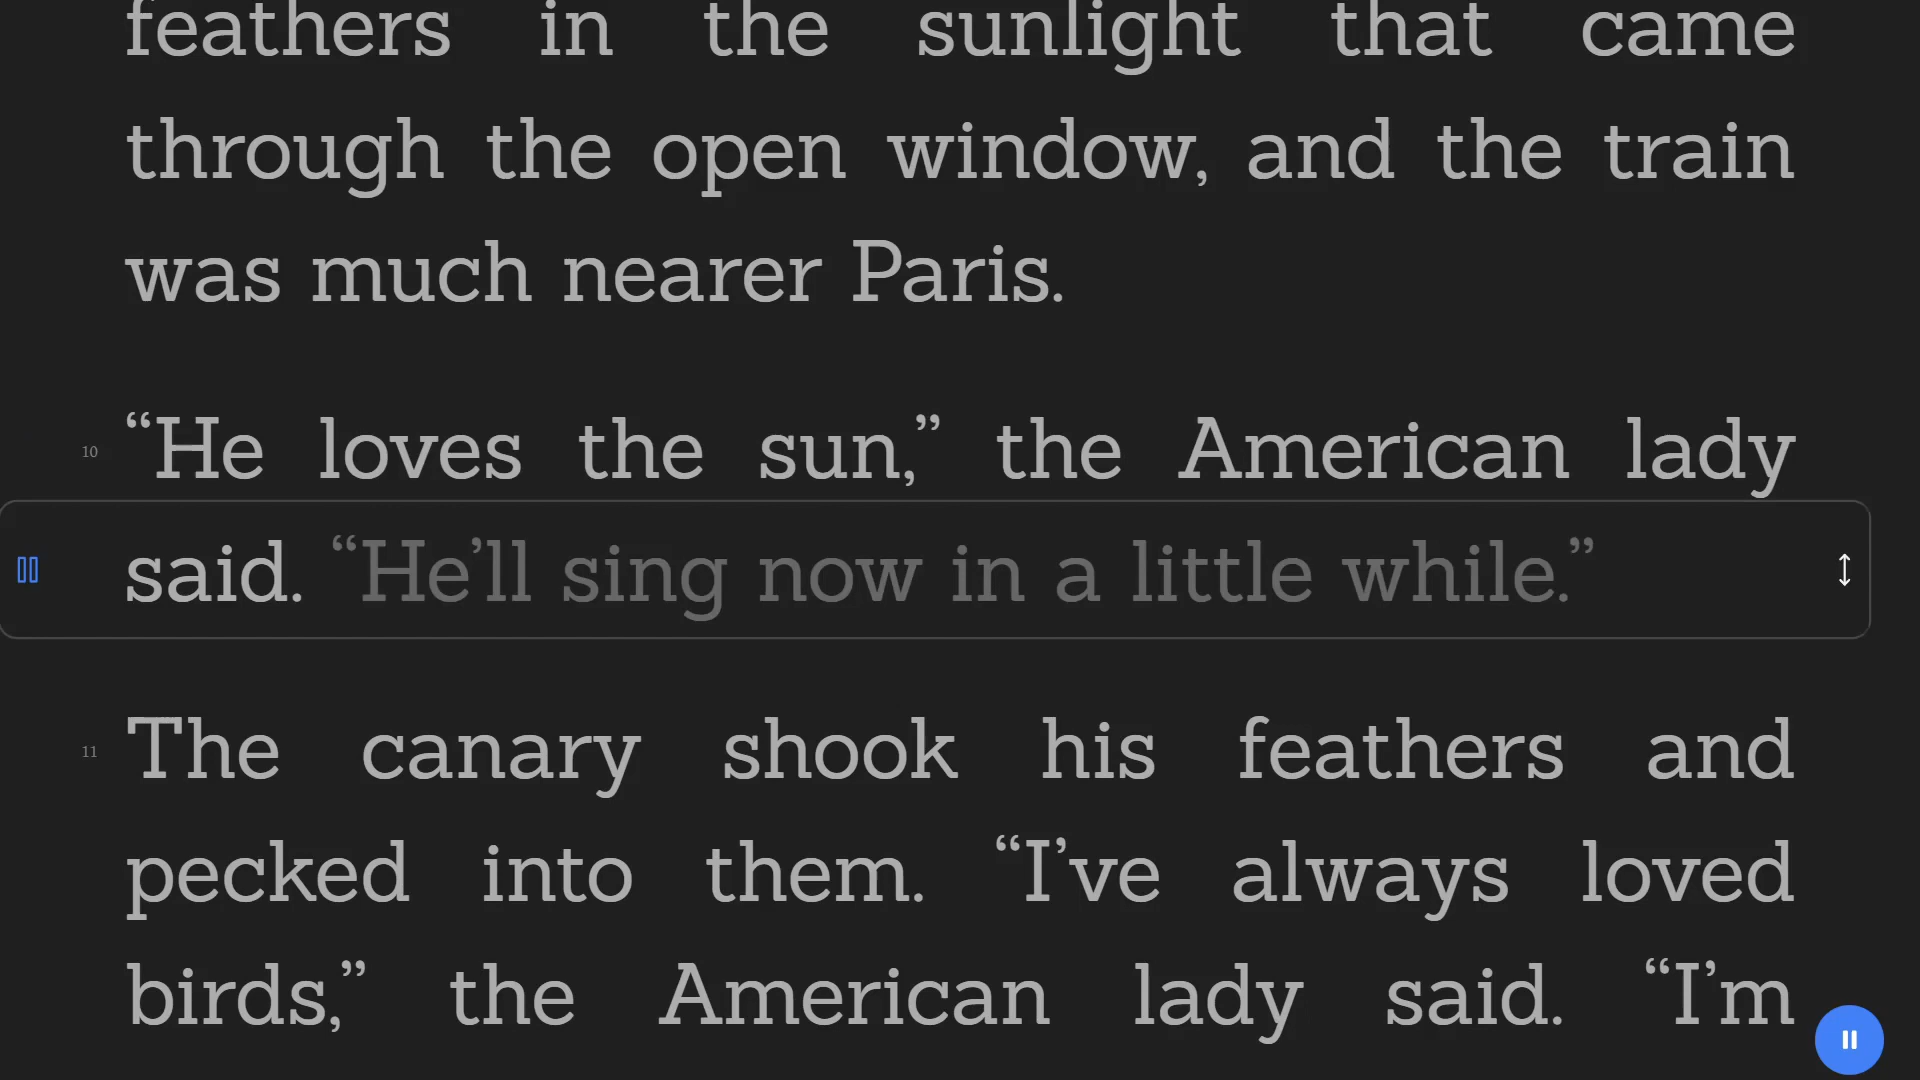 feathers in the sunlight that came
through the open window, and the train
was much nearer Paris.
10 “He loves the sun,” the American lady
said. “He’ll sing now in a little while.”
11 The canary shook his feathers and
pecked into them. “I’ve always loved
birds,” the American lady said. “I’m